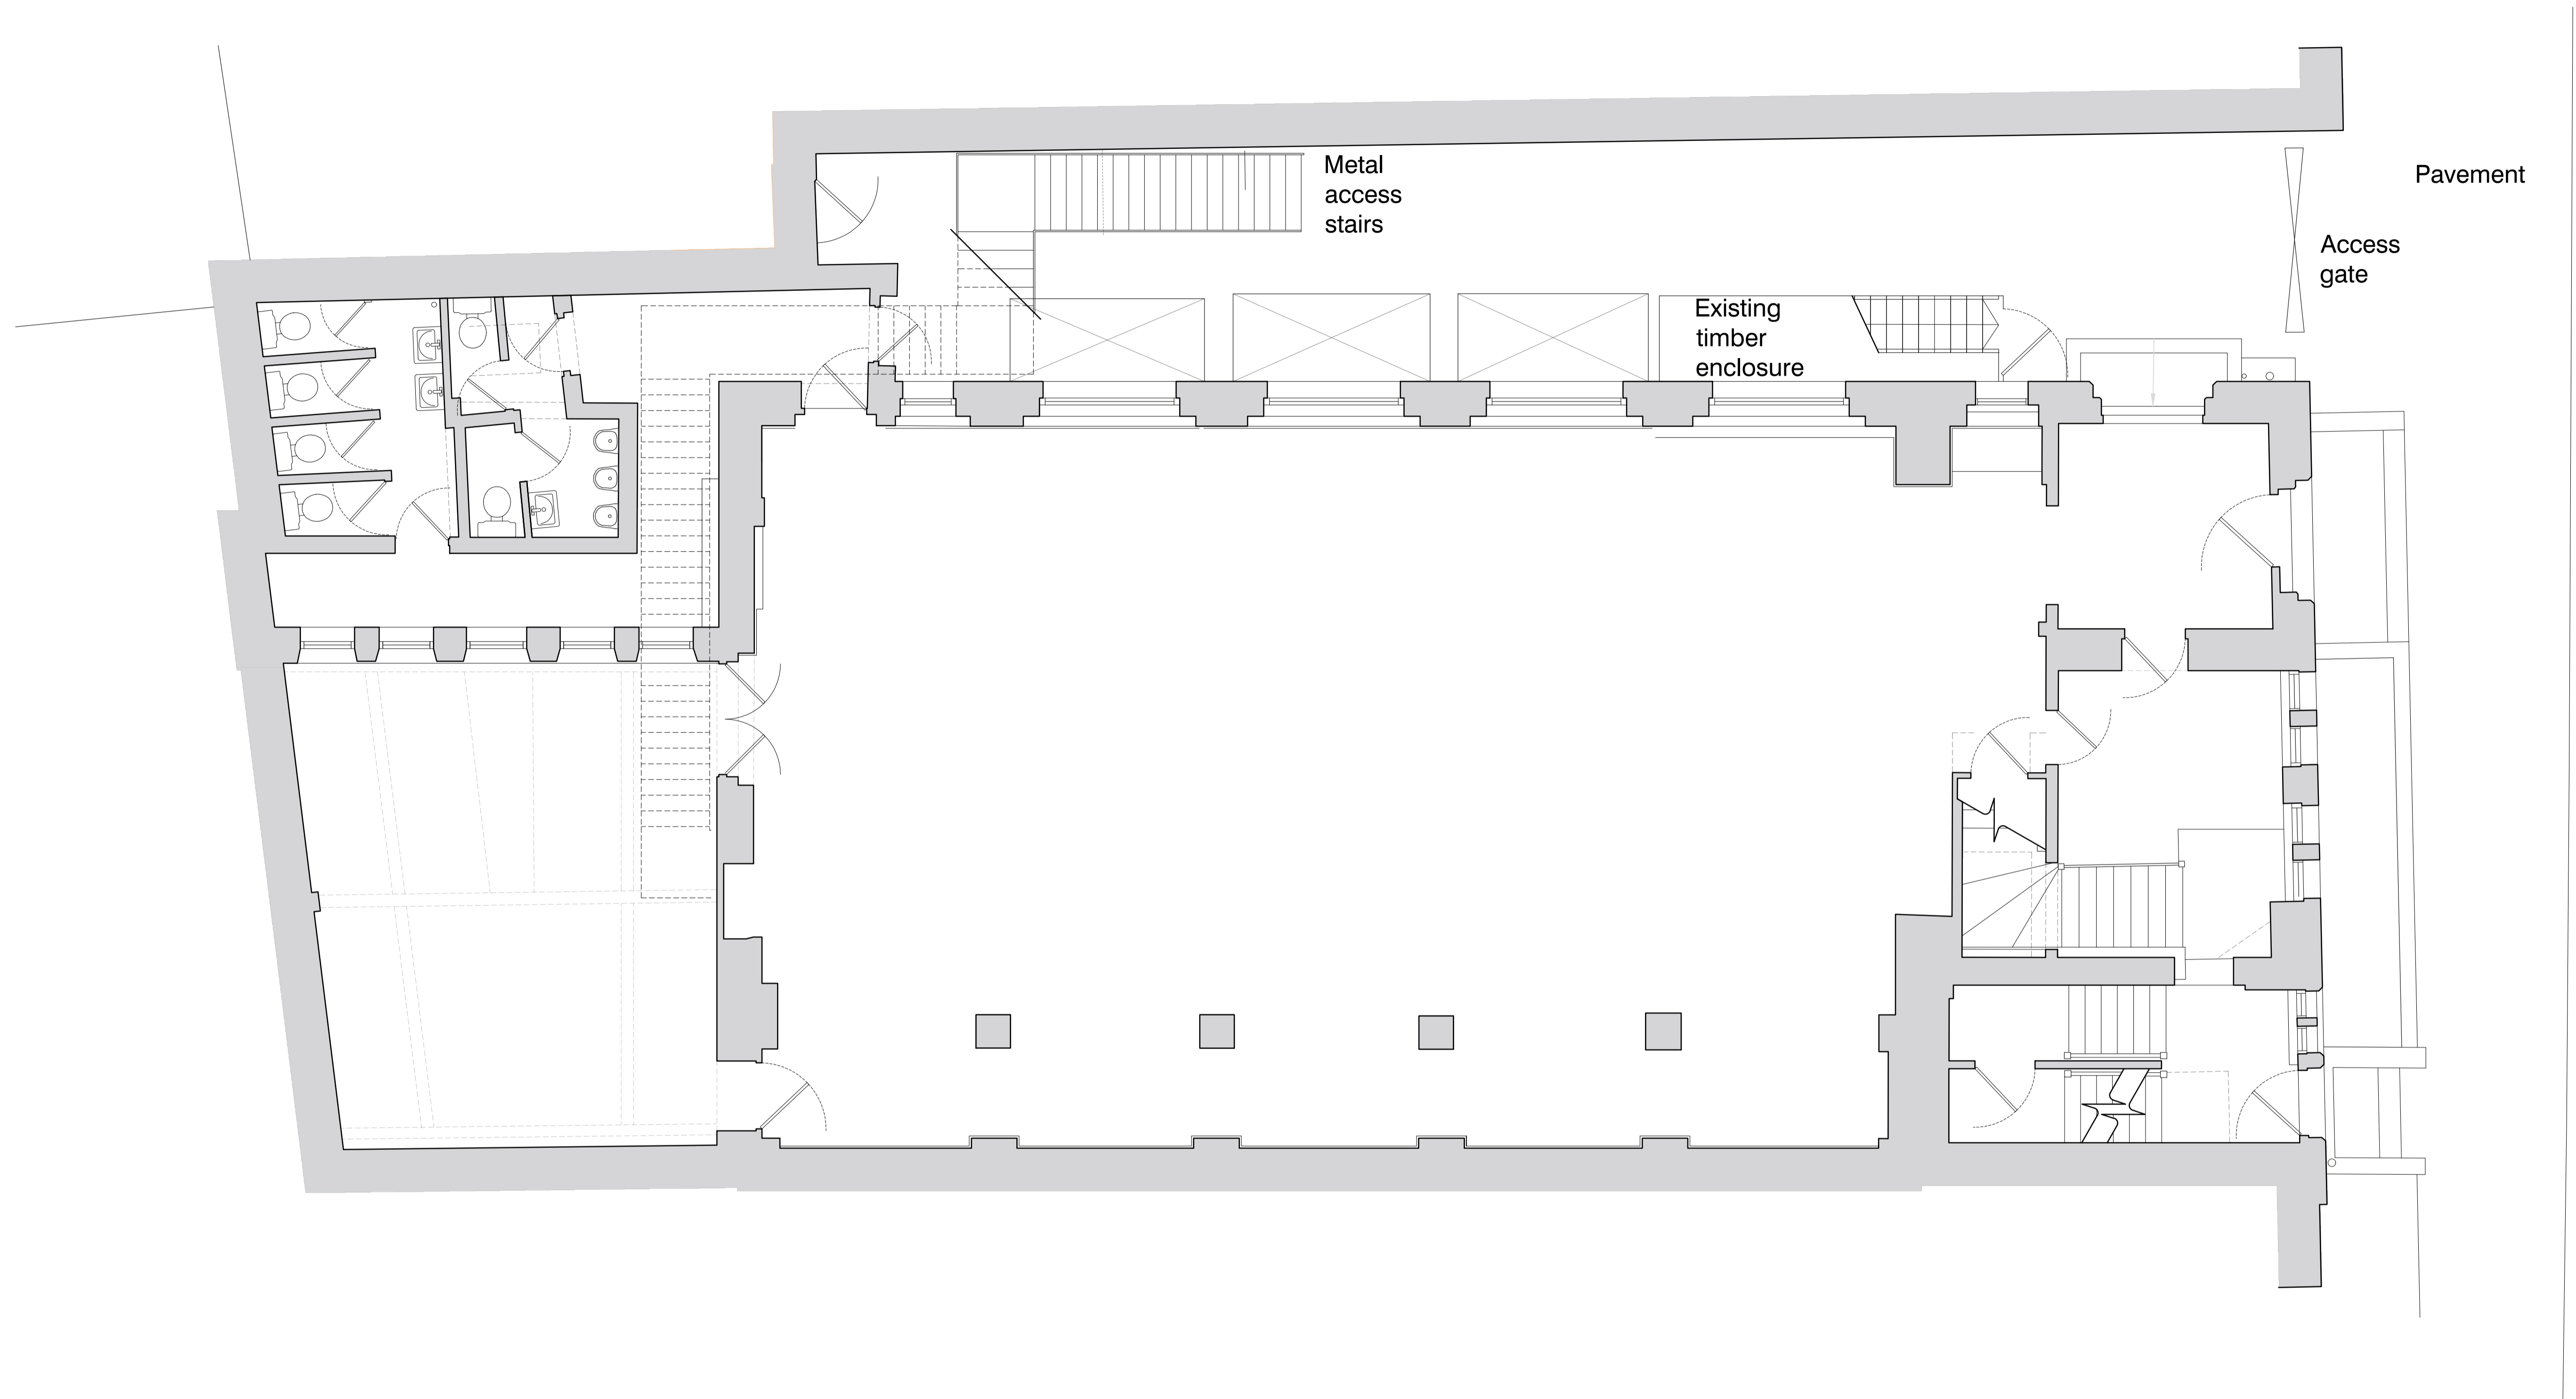 Metal
access
stairs
Pavement
Access
gate
Existing
timber
enclosure